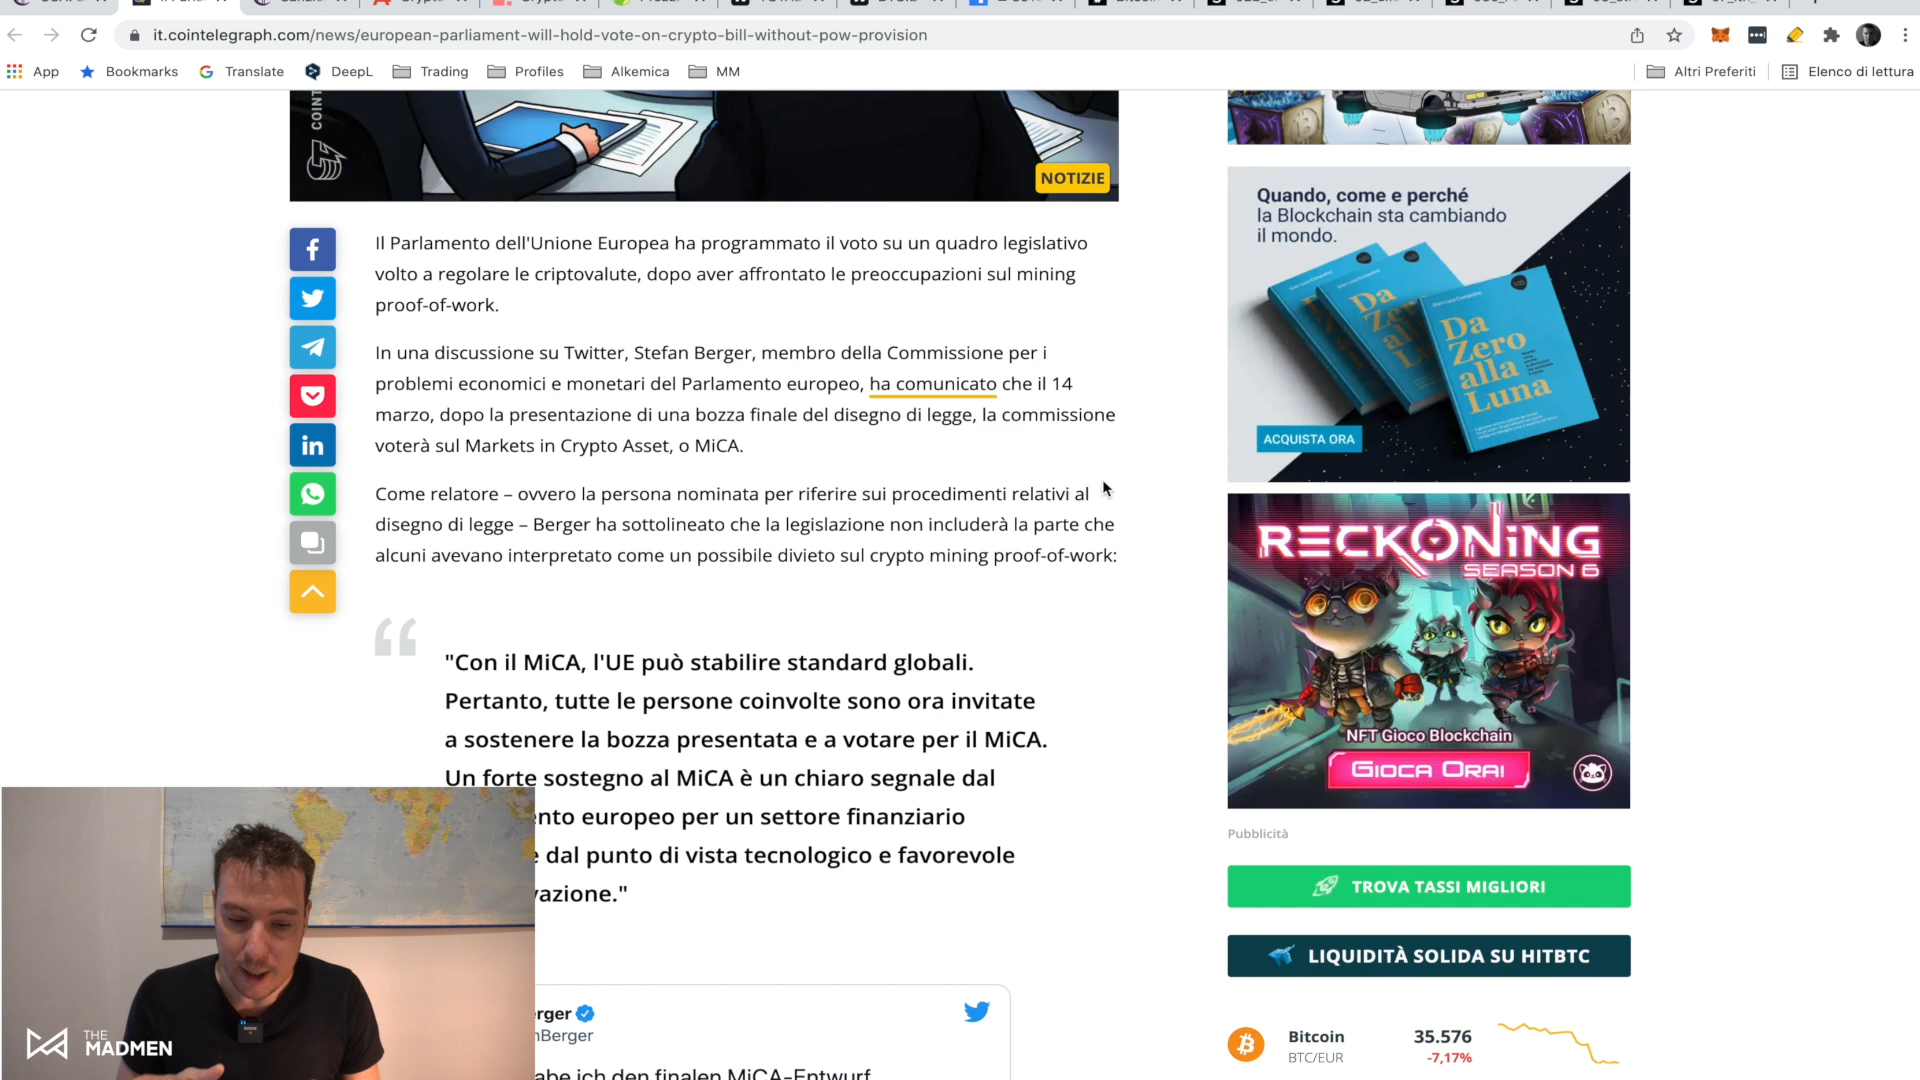 it.cointelegraph.com/news/european-parliament-will-hold-vote-on-crypto-bill-without-pow-provision
App Bookmarks Translate DeepL Trading Profiles Alkemica MM Altri Preferiti Elenco di lettura
COINT
NOTIZIE
Il Parlamento dell'Unione Europea ha programmato il voto su un quadro legislativo
volto a regolare le criptovalute, dopo aver affrontato le preoccupazioni sul mining
proof-of-work.
In una discussione su Twitter, Stefan Berger, membro della Commissione per i
problemi economici e monetari del Parlamento europeo, ha comunicato che il 14
marzo, dopo la presentazione di una bozza finale del disegno di legge, la commissione
voterà sul Markets in Crypto Asset, o MiCA.
Come relatore – ovvero la persona nominata per riferire sui procedimenti relativi al
disegno di legge – Berger ha sottolineato che la legislazione non includerà la parte che
alcuni avevano interpretato come un possibile divieto sul crypto mining proof-of-work:
"Con il MiCA, l'UE può stabilire standard globali.
Pertanto, tutte le persone coinvolte sono ora invitate
a sostenere la bozza presentata e a votare per il MiCA.
Un forte sostegno al MiCA è un chiaro segnale dal
ento europeo per un settore finanziario
e dal punto di vista tecnologico e favorevole
vazione."
rger
nBerger
abe ich den finalen MiCA-Entwurf
THE
MADMEN
Quando, come e perché
la Blockchain sta cambiando
il mondo.
Da
Zero
alla
Luna
ACQUISTA ORA
RECKONING
SEASON 6
NFT Gioco Blockchain
GIOCA ORA!
Pubblicità
TROVA TASSI MIGLIORI
LIQUIDITÀ SOLIDA SU HITBTC
Bitcoin 35.576
BTC/EUR -7,17%